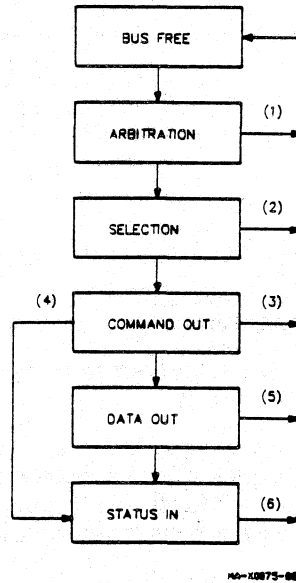 BUS FREE
(1)
ARBITRATION
(2)
SELECTION
(4)
(3)
COMMAND OUT
(5)
DATA OUT
(6)
STATUS IN